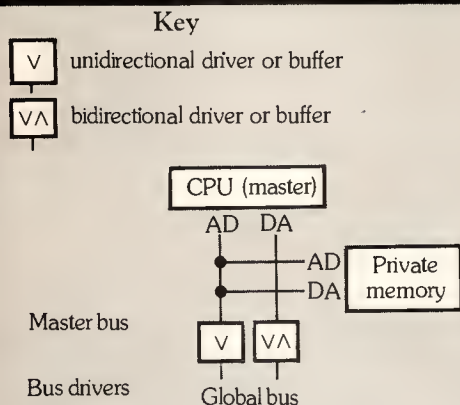 Key
V unidirectional driver or buffer
VΛ bidirectional driver or buffer
CPU (master)
AD DA
AD
DA
Private
memory
Master bus
V VΛ
Bus drivers
Global bus